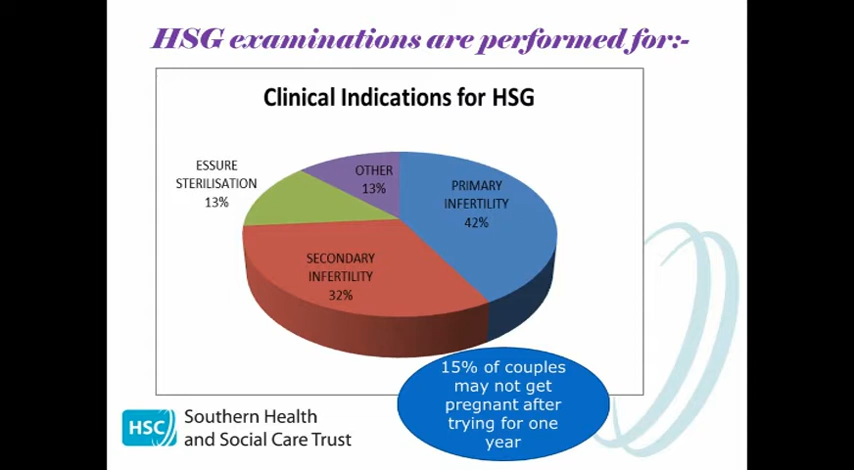 HSG examinations are performed for:-
Clinical Indications for HSG
ESSURE
STERILISATION
13%
OTHER
13%
PRIMARY
INFERTILITY
42%
SECONDARY
INFERTILITY
32%
15% of couples
may not get
pregnant after
trying for one
year
HSC
Southern Health
and Social Care Trust